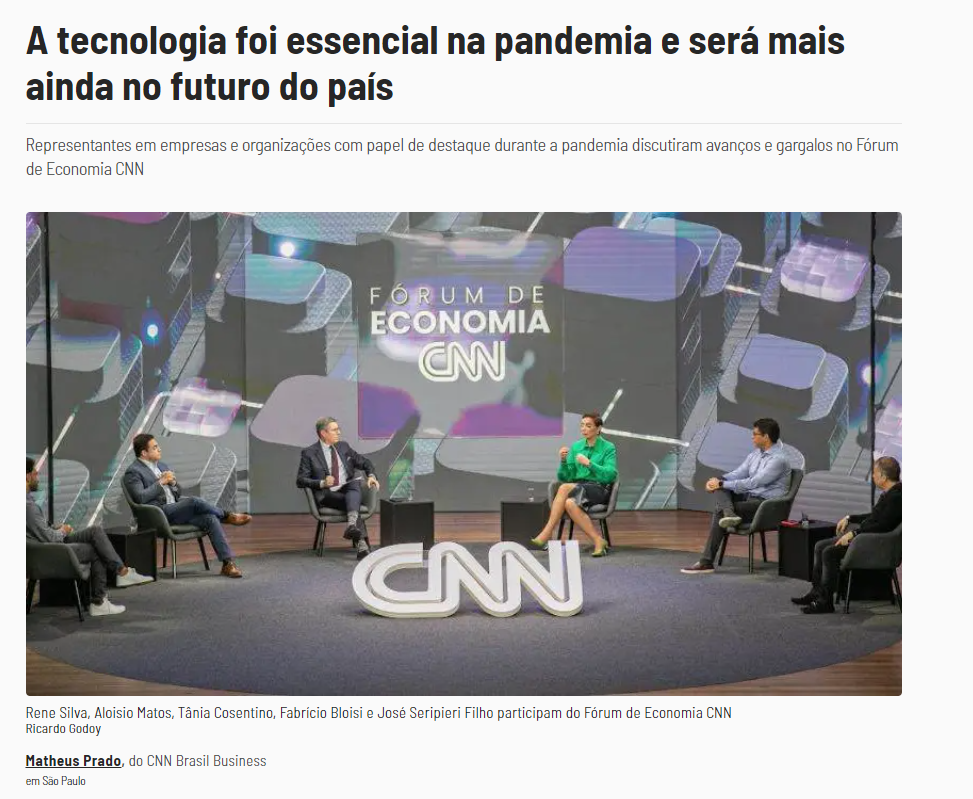 A tecnologia foi essencial na pandemia e será mais
ainda no futuro do país
Representantes em empresas e organizações com papel de destaque durante a pandemia discutiram avanços e gargalos no Fórum
de Economia CNN
FÓRUM DE
ECONOMIA
CNN
CNN
Rene Silva, Aloisio Matos, Tânia Cosentino, Fabrício Bloisi e José Seripieri Filho participam do Fórum de Economia CNN
Ricardo Godoy
Matheus Prado, do CNN Brasil Business
em São Paulo